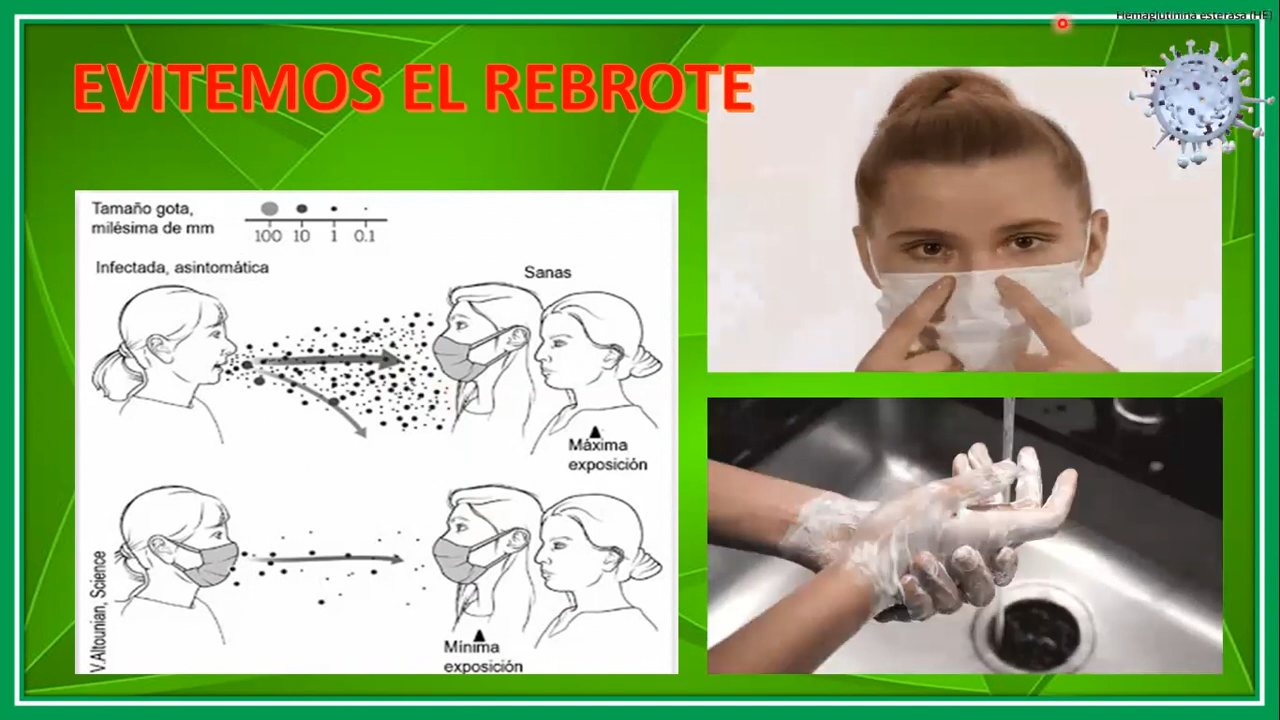 Hemaglutinina esterasa (HE)
EVITEMOS EL REBROTE
Tamaño gota,
milésima de mm
100 10 1 0.1
Infectada, asintomática
Sanas
Máxima
exposición
V.Altounian, Science
Mínima
exposición